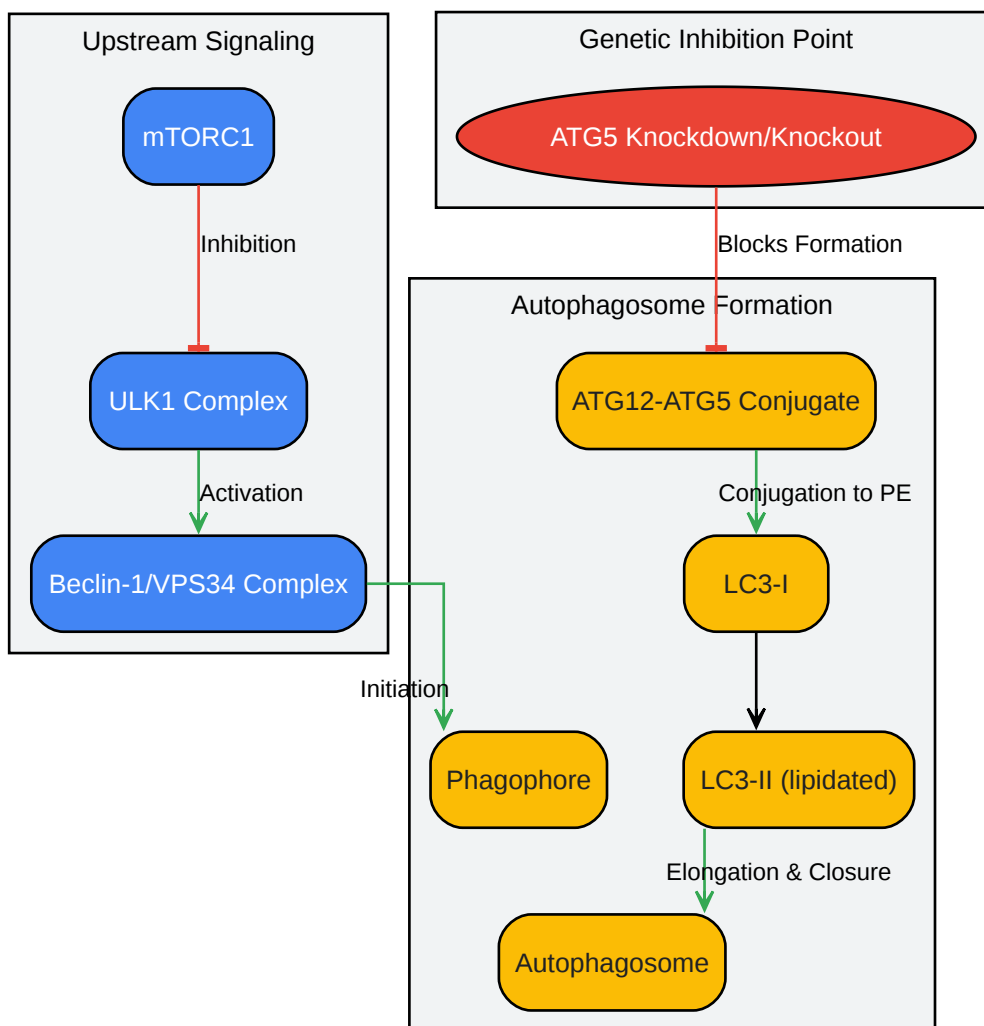 Upstream Signaling
mTORC1
Inhibition
ULK1 Complex
Activation
Beclin-1/VPS34 Complex
Initiation
Genetic Inhibition Point
ATG5 Knockdown/Knockout
Blocks Formation
Autophagosome Formation
ATG12-ATG5 Conjugate
Conjugation to PE
LC3-I
Phagophore
LC3-II (lipidated)
Elongation & Closure
Autophagosome